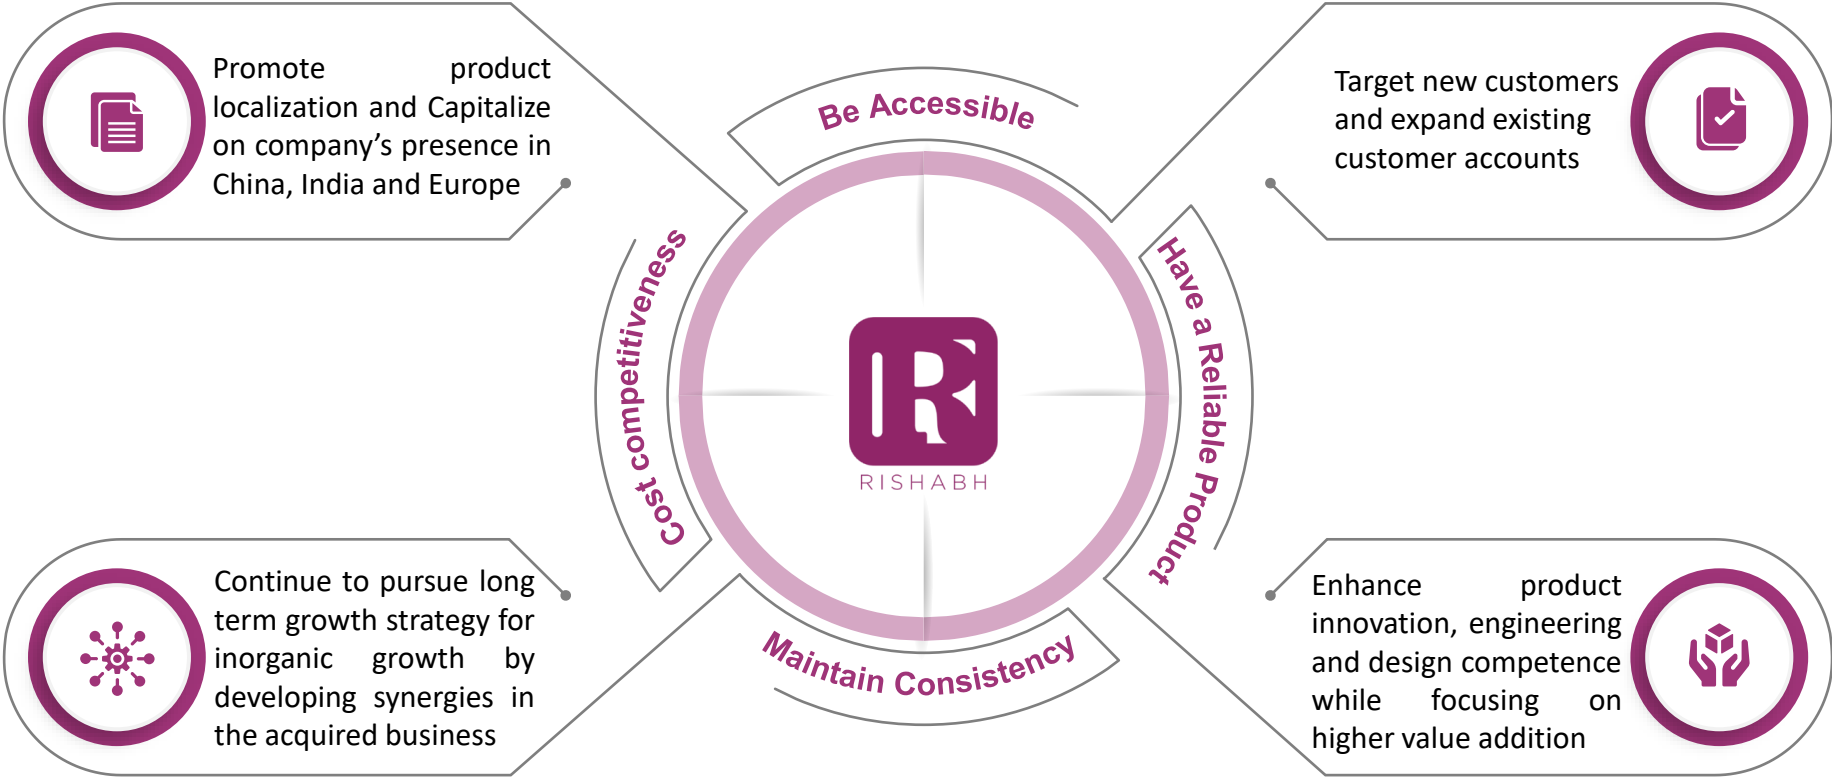 Promote product
localization and Capitalize
on company’s presence in
China, India and Europe
Be Accessible
Target new customers
and expand existing
customer accounts
Cost competitiveness
Have a Reliable Product
RISHABH
Continue to pursue long
term growth strategy for
inorganic growth by
developing synergies in
the acquired business
Maintain Consistency
Enhance product
innovation, engineering
and design competence
while focusing on
higher value addition